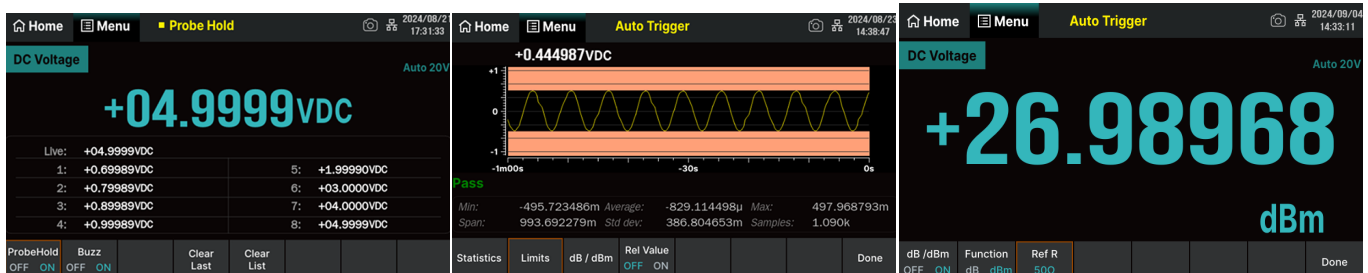 Home Menu Probe Hold 2024/08/21
17:31:33
DC Voltage
Auto 20V
+04.9999VDC
Live: +04.9999VDC
1: +0.69989VDC 5: +1.99990VDC
2: +0.79989VDC 6: +03.0000VDC
3: +0.89989VDC 7: +04.0000VDC
4: +0.99989VDC 8: +04.9999VDC
ProbeHold Buzz Clear Clear
OFF ON OFF ON Last List
Home Menu Auto Trigger 2024/08/23
14:38:47
+0.444987VDC
+1
0
-1
-1m00s -30s 0s
Pass
Min: -495.723486m Average: -829.114498µ Max: 497.968793m
Span: 993.692279m Std dev: 386.804653m Samples: 1.090k
Statistics Limits dB / dBm Rel Value Done
OFF ON
Home Menu Auto Trigger 2024/09/04
14:33:11
DC Voltage
Auto 20V
+26.98968
dBm
dB /dBm Function Ref R Done
OFF ON dB dBm 50Ω